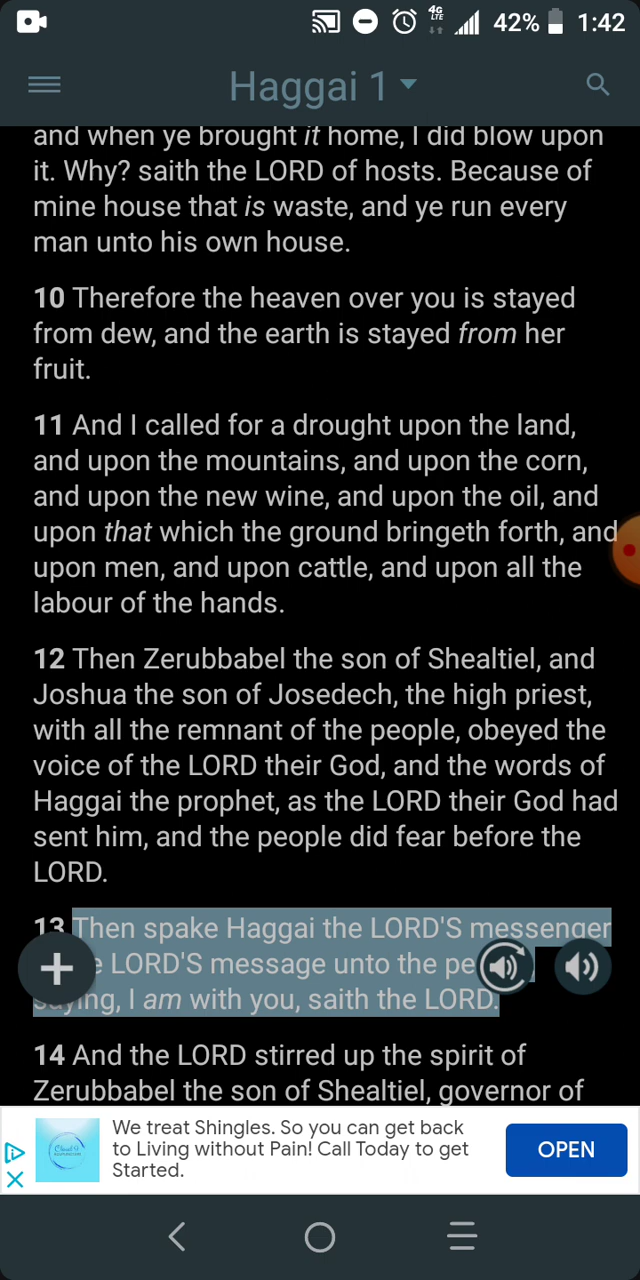 4G
LTE
42%
1:42
Haggai 1
and when ye brought it home, I did blow upon
it. Why? saith the LORD of hosts. Because of
mine house that is waste, and ye run every
man unto his own house.
10 Therefore the heaven over you is stayed
from dew, and the earth is stayed from her
fruit.
11 And I called for a drought upon the land,
and upon the mountains, and upon the corn,
and upon the new wine, and upon the oil, and
upon that which the ground bringeth forth, and
upon men, and upon cattle, and upon all the
labour of the hands.
12 Then Zerubbabel the son of Shealtiel, and
Joshua the son of Josedech, the high priest,
with all the remnant of the people, obeyed the
voice of the LORD their God, and the words of
Haggai the prophet, as the LORD their God had
sent him, and the people did fear before the
LORD.
13 Then spake Haggai the LORD'S messenger
LORD'S message unto the
saying, I am with you, saith the LORD.
14 And the LORD stirred up the spirit of
Zerubbabel the son of Shealtiel, governor of
We treat Shingles. So you can get back
to Living without Pain! Call Today to get
Started.
OPEN